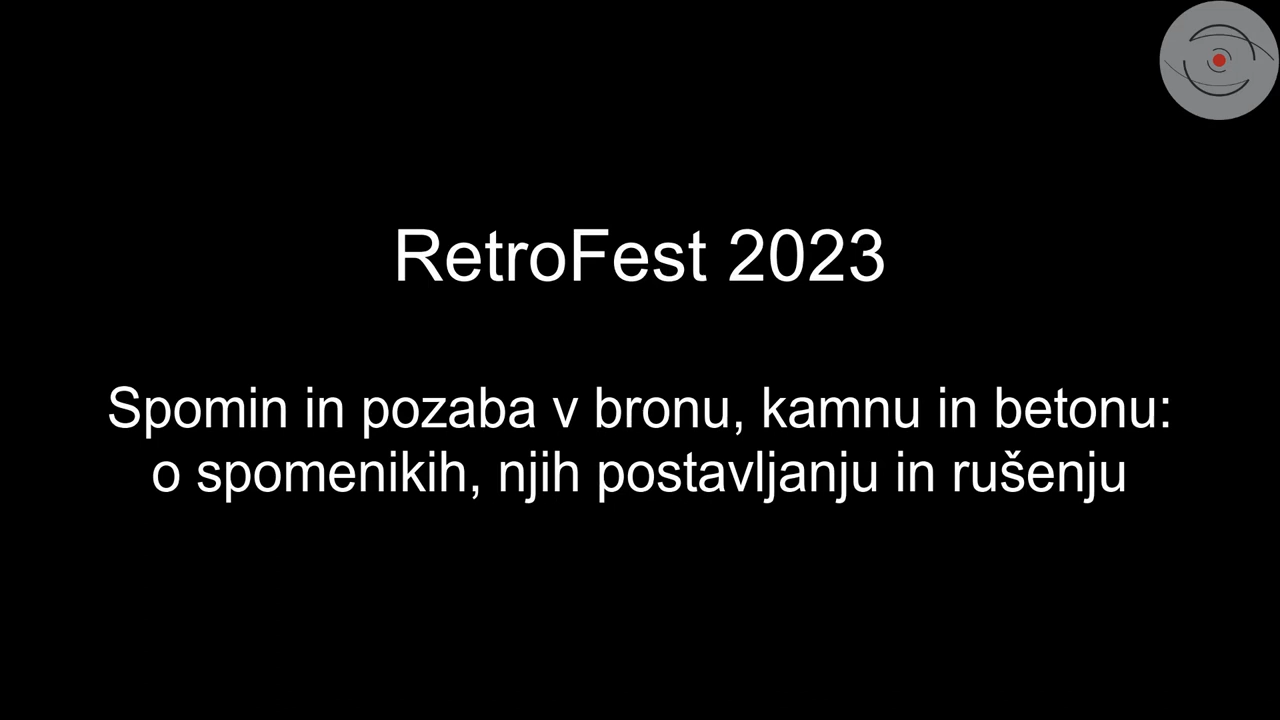 RetroFest 2023
Spomin in pozaba v bronu, kamnu in betonu:
o spomenikih, njih postavljanju in rušenju